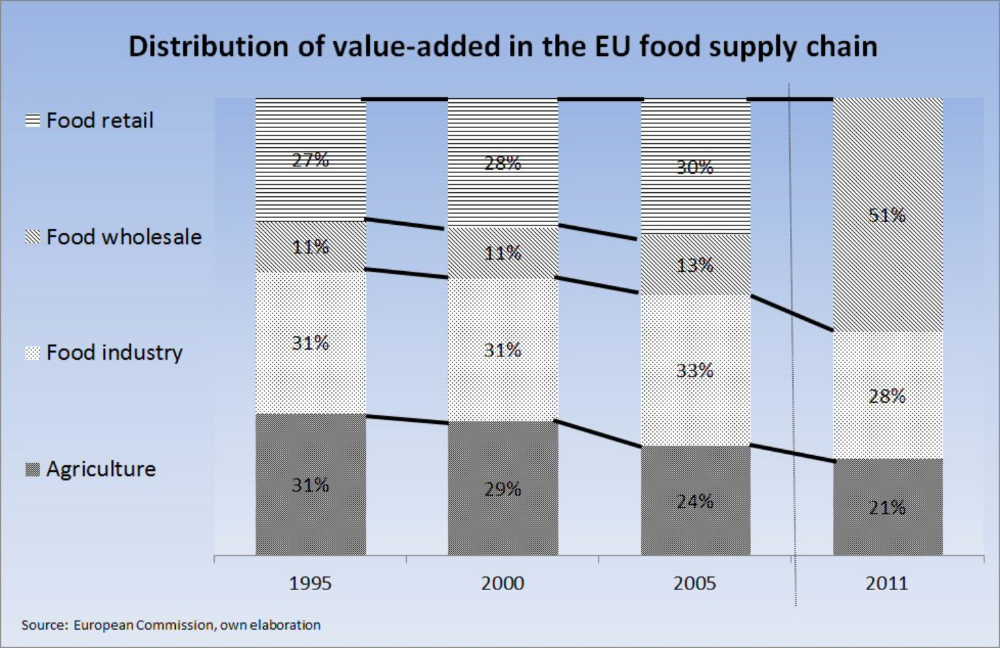 Distribution of value-added in the EU food supply chain
Food retail
Food wholesale
Food industry
Agriculture
27% 28% 30% 51%
11% 11% 13%
31% 31% 33% 28%
31% 29% 24% 21%
1995 2000 2005 2011
Source: European Commission, own elaboration